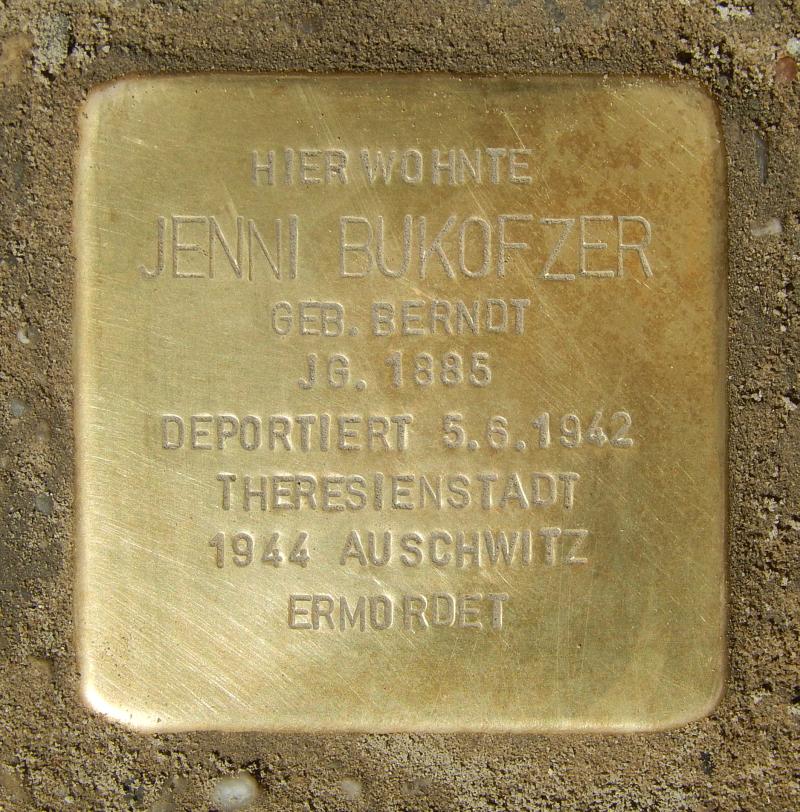 HIER WOHNTE
JENNI BUKOFZER
GEB. BERNDT
JG. 1885
DEPORTIERT 5.6.1942
THERESIENSTADT
1944 AUSCHWITZ
ERMORDET